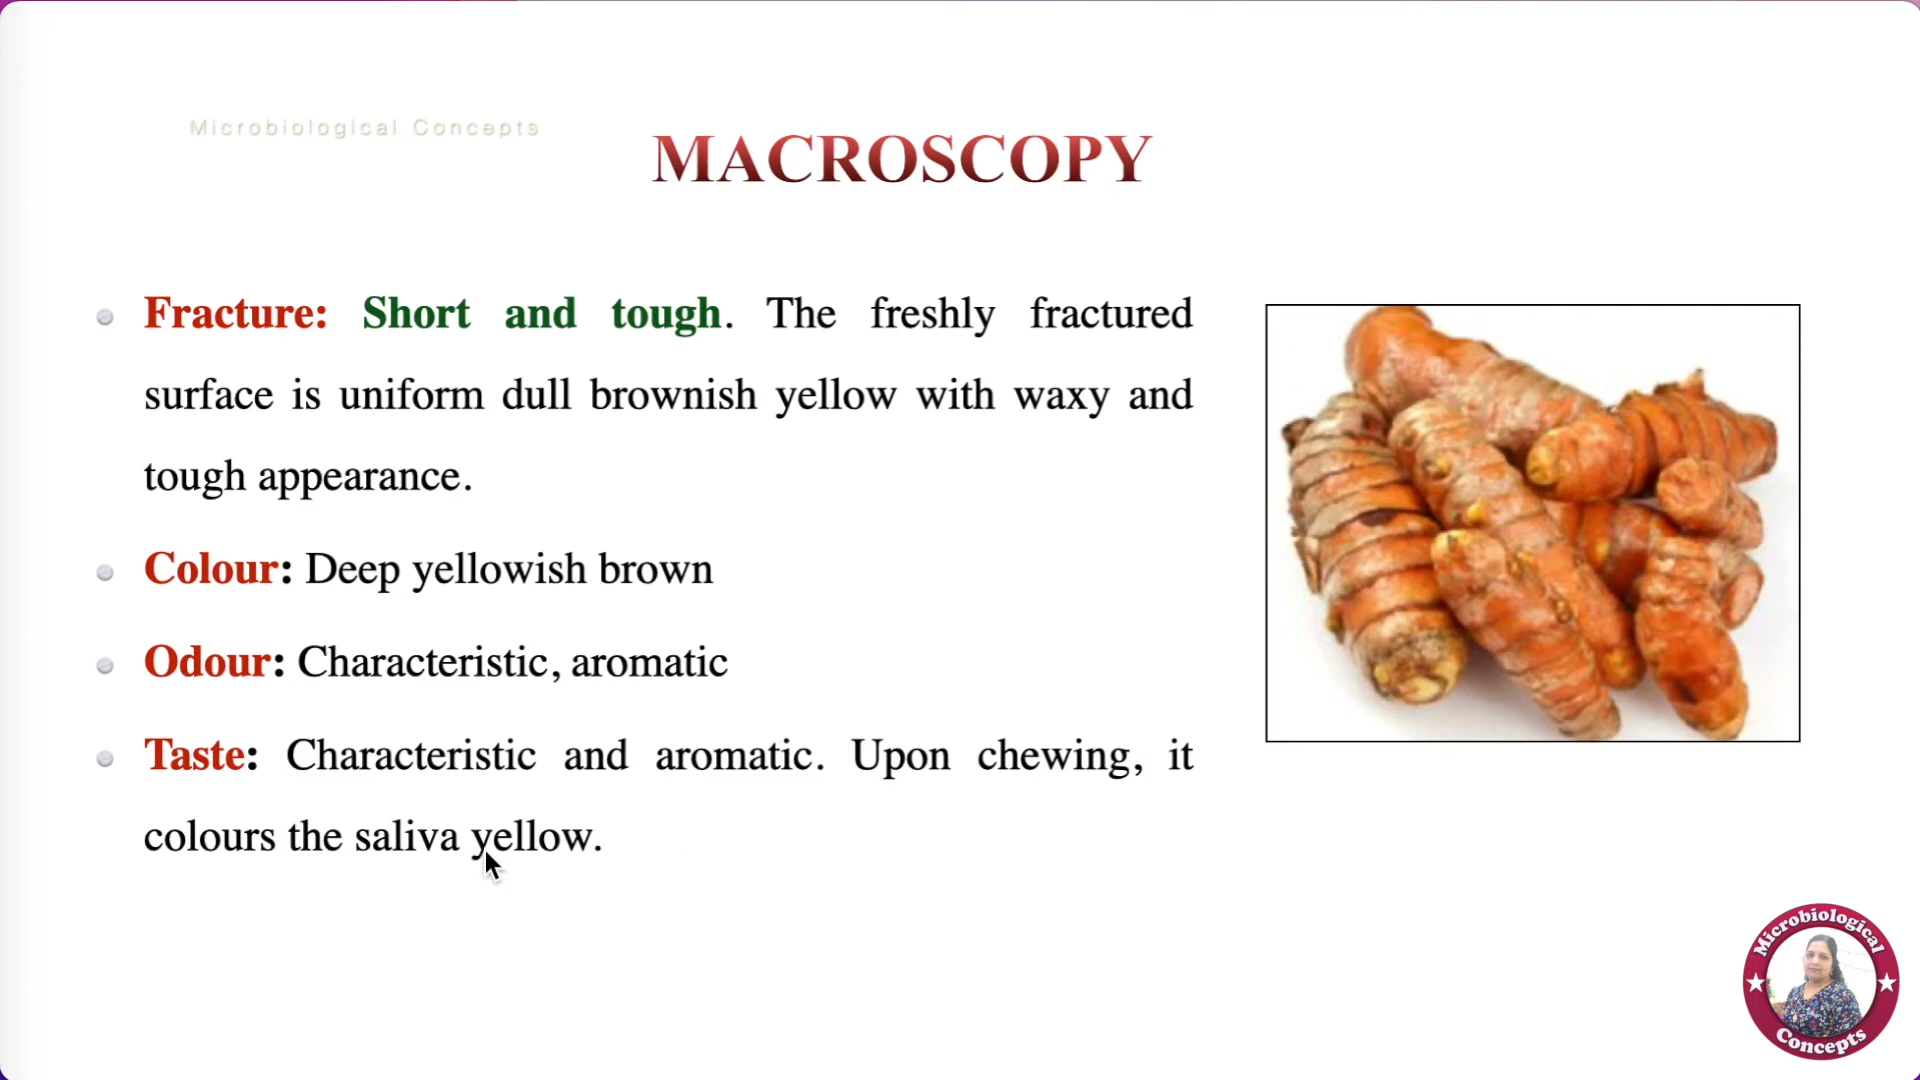 Microbiological Concepts
MACROSCOPY
Fracture: Short and tough. The freshly fractured
surface is uniform dull brownish yellow with waxy and
tough appearance.
Colour: Deep yellowish brown
Odour: Characteristic, aromatic
Taste: Characteristic and aromatic. Upon chewing, it
colours the saliva yellow.
Microbiological
Concepts